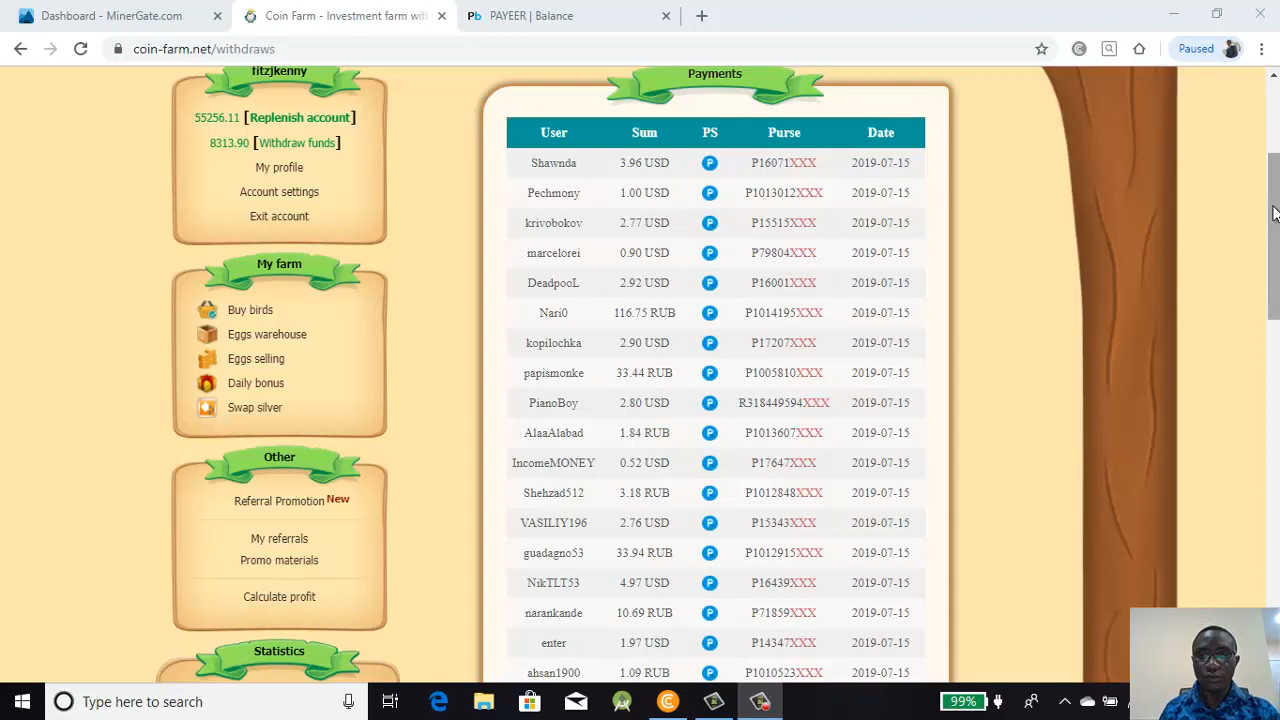 Dashboard - MinerGate.com
Coin Farm - Investment farm with
PAYEER | Balance
coin-farm.net/withdraws
Paused
fitzjkenny
55256.11 [Replenish account]
8313.90 [Withdraw funds]
My profile
Account settings
Exit account
My farm
Buy birds
Eggs warehouse
Eggs selling
Daily bonus
Swap silver
Other
Referral Promotion New
My referrals
Promo materials
Calculate profit
Statistics
Payments
User Sum PS Purse Date
Shawnda 3.96 USD P P16071XXX 2019-07-15
Pechmony 1.00 USD P P1013012XXX 2019-07-15
krivobokov 2.77 USD P P15515XXX 2019-07-15
marcelorei 0.90 USD P P79804XXX 2019-07-15
DeadpooL 2.92 USD P P16001XXX 2019-07-15
Nari0 116.75 RUB P P1014195XXX 2019-07-15
kopilochka 2.90 USD P P17207XXX 2019-07-15
papismonke 33.44 RUB P P1005810XXX 2019-07-15
PianoBoy 2.80 USD P R318449594XXX 2019-07-15
AlaaAlabad 1.84 RUB P P1013607XXX 2019-07-15
IncomeMONEY 0.52 USD P P17647XXX 2019-07-15
Shehzad512 3.18 RUB P P1012848XXX 2019-07-15
VASILIY196 2.76 USD P P15343XXX 2019-07-15
guadagno53 33.94 RUB P P1012915XXX 2019-07-15
NikTLT53 4.97 USD P P16439XXX 2019-07-15
narankande 10.69 RUB P P71859XXX 2019-07-15
enter 1.97 USD P P14347XXX 2019-07-15
ahsan1900 1.09 RUB P P1010523XXX 2019-07-15
Type here to search
99%